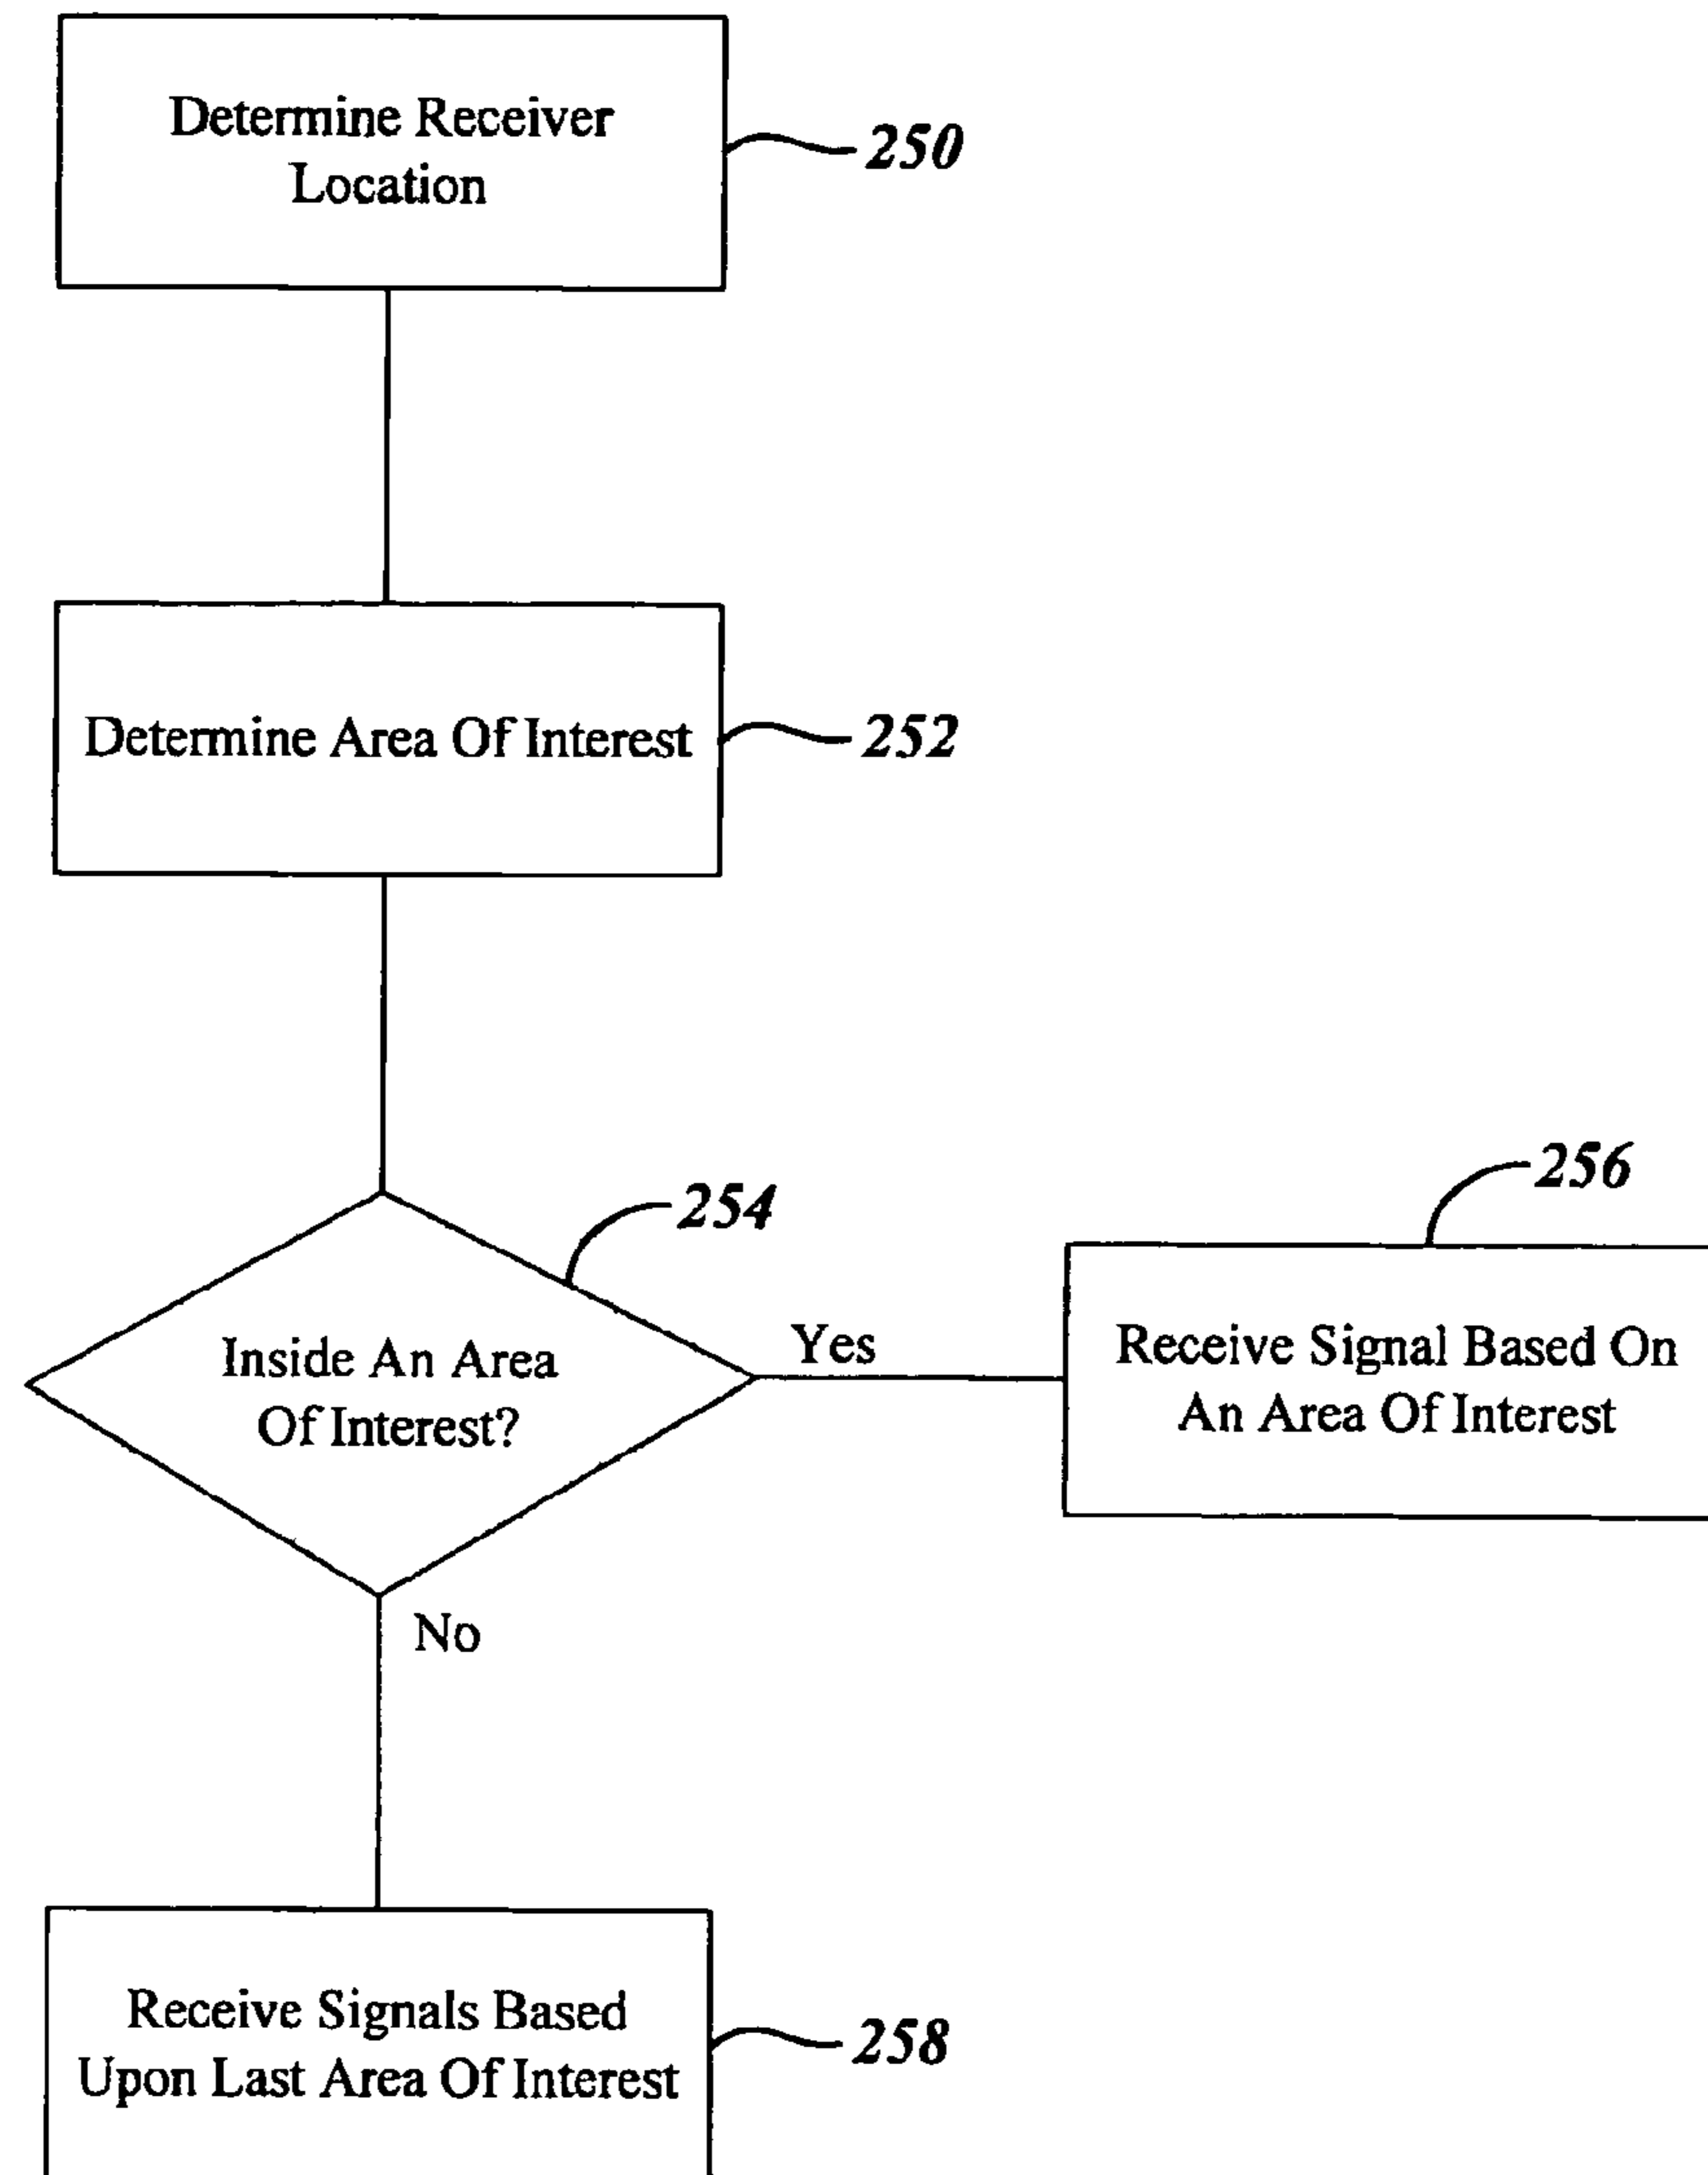 Determine Receiver
Location
250
Determine Area Of Interest
252
254
Inside An Area
Of Interest?
Yes
256
Receive Signal Based On
An Area Of Interest
No
Receive Signals Based
Upon Last Area Of Interest
258